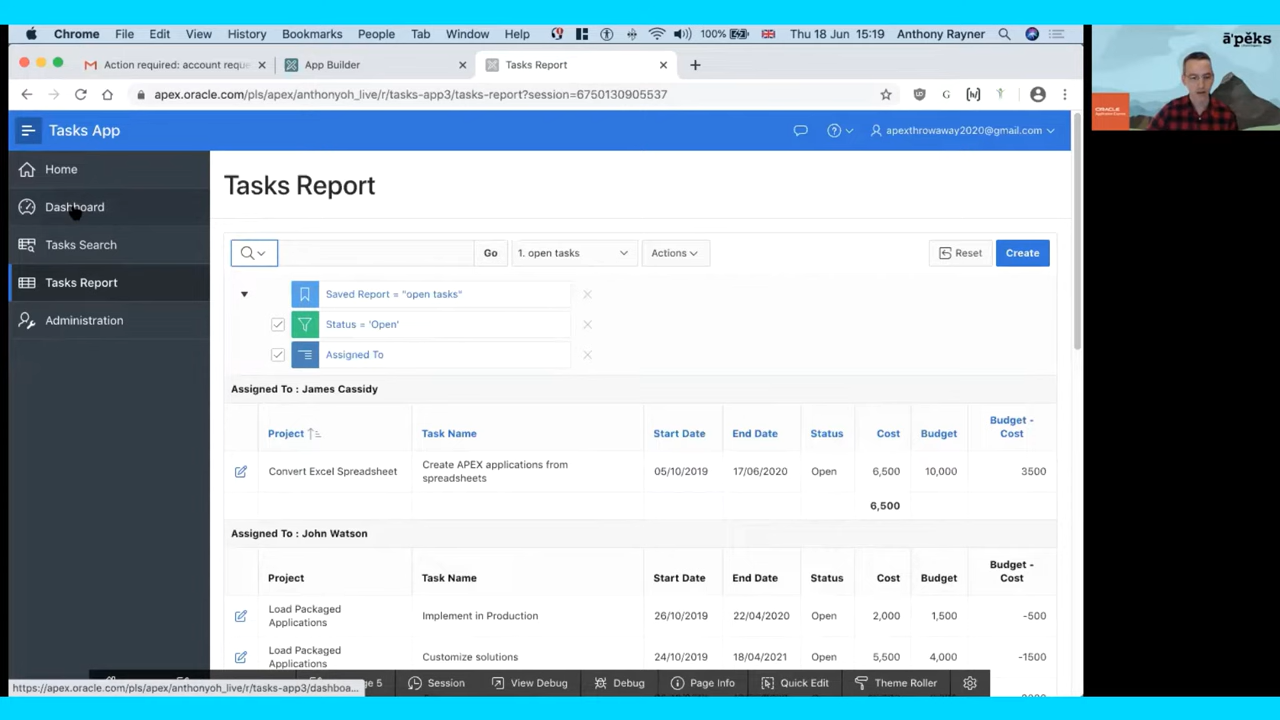 Chrome File Edit View History Bookmarks People Tab Window Help 100% Thu 18 Jun 15:19 Anthony Rayner
āpěks
Action required: account reque
App Builder
Tasks Report
apex.oracle.com/pls/apex/anthonyoh_live/r/tasks-app3/tasks-report?session=6750130905537
ORACLE
Tasks App
apexthrowaway2020@gmail.com
Home
Dashboard
Tasks Search
Tasks Report
Administration
Tasks Report
Go
1. open tasks
Actions
Reset
Create
Saved Report = "open tasks"
Status = 'Open'
Assigned To
Assigned To : James Cassidy
Project Task Name Start Date End Date Status Cost Budget Budget - Cost
Convert Excel Spreadsheet Create APEX applications from spreadsheets 05/10/2019 17/06/2020 Open 6,500 10,000 3500
6,500
Assigned To : John Watson
Project Task Name Start Date End Date Status Cost Budget Budget - Cost
Load Packaged Applications Implement in Production 26/10/2019 22/04/2020 Open 2,000 1,500 -500
Load Packaged Applications Customize solutions 24/10/2019 18/04/2021 Open 5,500 4,000 -1500
https://apex.oracle.com/pls/apex/anthonyoh_live/r/tasks-app3/dashboa...
5 Session View Debug Debug Page Info Quick Edit Theme Roller